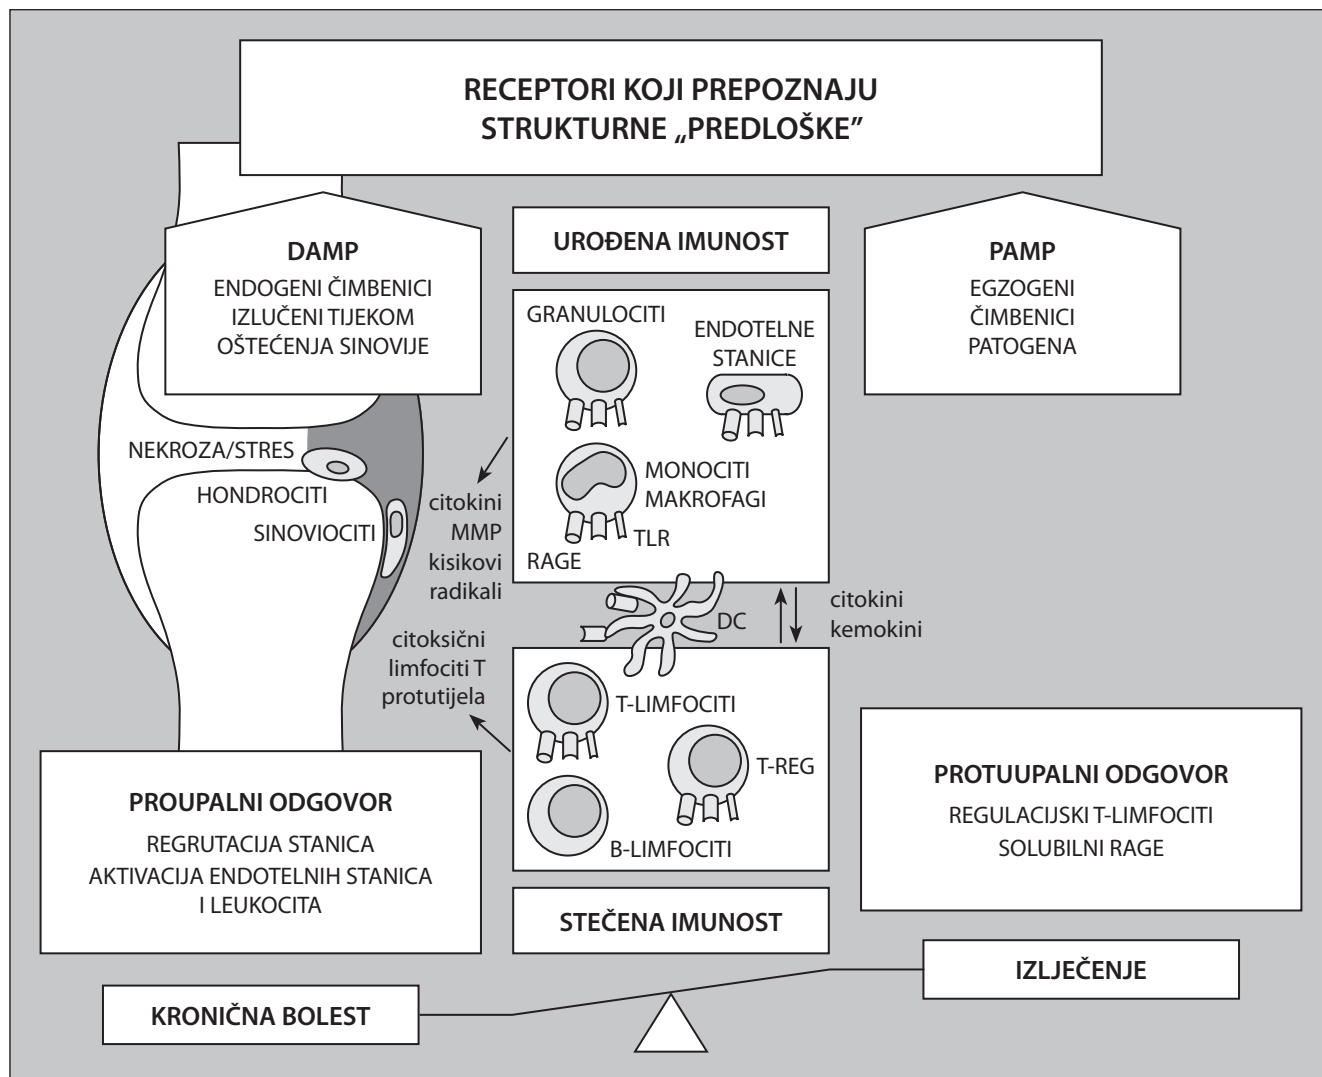 RECEPTORI KOJI PREPOZNAJU
STRUKTURNE „PREDLOŠKE”
DAMP
ENDOGENI ČIMBENICI
IZLUČENI TIJEKOM
OŠTEĆENJA SINOVIJE
UROĐENA IMUNOST
PAMP
EGZOGENI
ČIMBENICI
PATOGENA
GRANULOCITI
ENDOTELNE
STANICE
MONOCITI
MAKROFAGI
TLR
RAGE
NEKROZA/STRES
HONDROCITI
SINOVIOCITI
citokini
MMP
kisikovi
radikali
DC
citokini
kemokini
citoksični
limfociti T
protutijela
T-LIMFOCITI
T-REG
B-LIMFOCITI
PROUPALNI ODGOVOR
REGRUTACIJA STANICA
AKTIVACIJA ENDOTELNIH STANICA
I LEUKOCITA
STEČENA IMUNOST
PROTUUPALNI ODGOVOR
REGULACIJSKI T-LIMFOCITI
SOLUBILNI RAGE
IZLJEČENJE
KRONIČNA BOLEST